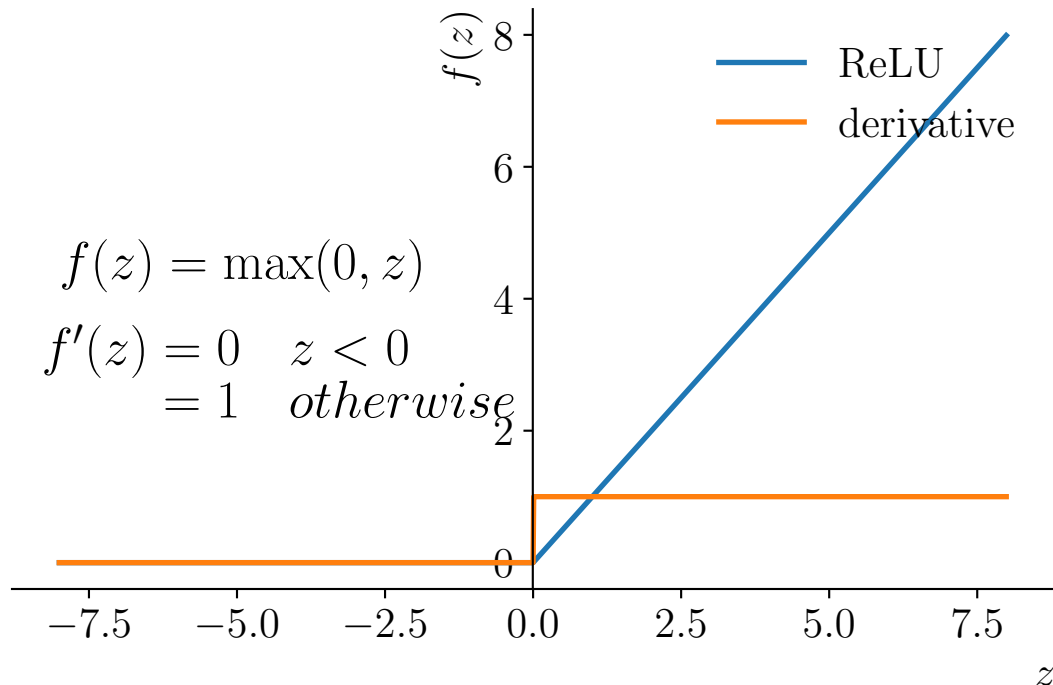 f(z)
8
ReLU
derivative
6
f(z) = max(0, z)
4
f′(z) = 0 z < 0
= 1 otherwise
2
0
−7.5 −5.0 −2.5 0.0 2.5 5.0 7.5
z